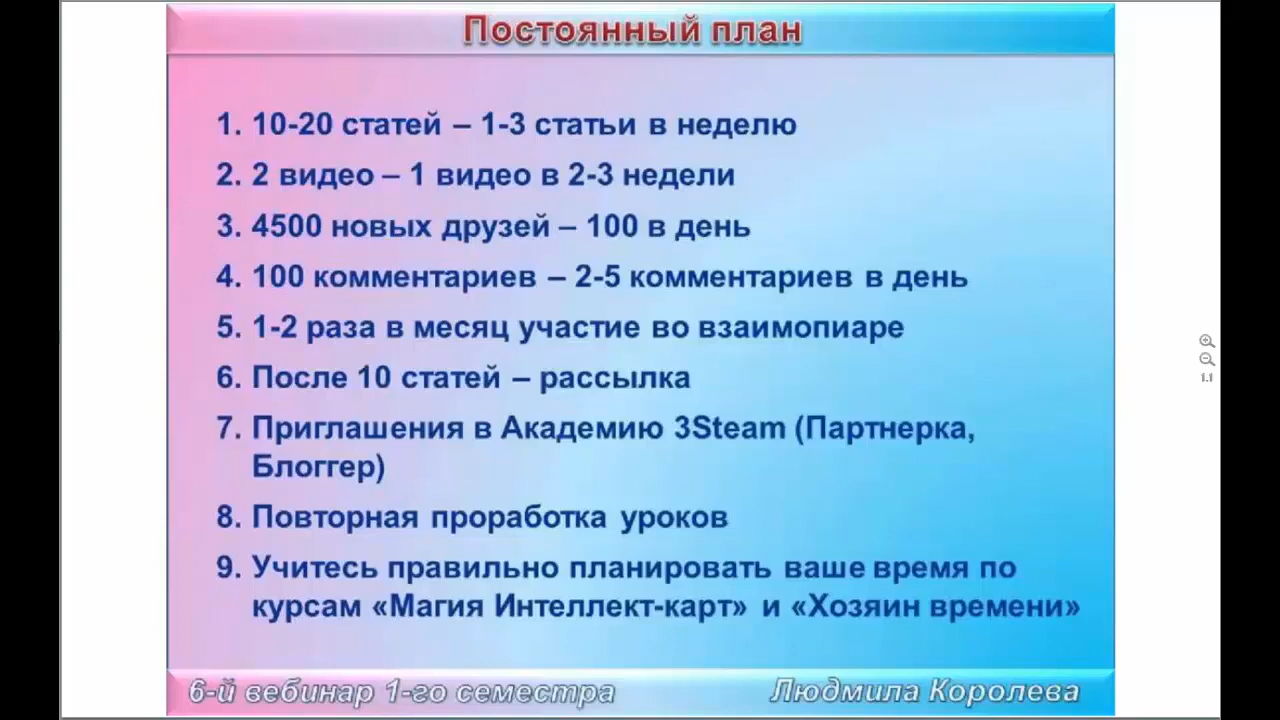 Постоянный план
1. 10-20 статей – 1-3 статьи в неделю
2. 2 видео – 1 видео в 2-3 недели
3. 4500 новых друзей – 100 в день
4. 100 комментариев – 2-5 комментариев в день
5. 1-2 раза в месяц участие во взаимопиаре
6. После 10 статей – рассылка
7. Приглашения в Академию 3Steam (Партнерка,
Блоггер)
8. Повторная проработка уроков
9. Учитесь правильно планировать ваше время по
курсам «Магия Интеллект-карт» и «Хозяин времени»
6-й вебинар 1-го семестра
Людмила Королева
1:1